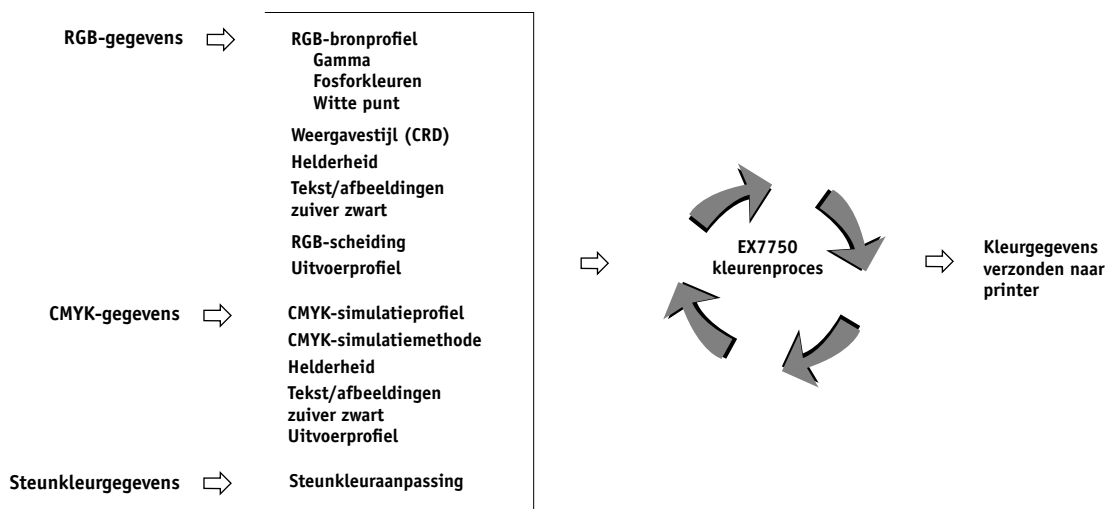 RGB-gegevens
RGB-bronprofiel
Gamma
Fosforkleuren
Witte punt
Weergavestijl (CRD)
Helderheid
Tekst/afbeeldingen
zuiver zwart
RGB-scheiding
Uitvoerprofiel
CMYK-gegevens
CMYK-simulatieprofiel
CMYK-simulatiemethode
Helderheid
Tekst/afbeeldingen
zuiver zwart
Uitvoerprofiel
Steunkleurgegevens
Steunkleuraanpassing
EX7750
kleurenproces
Kleurgegevens
verzonden naar
printer